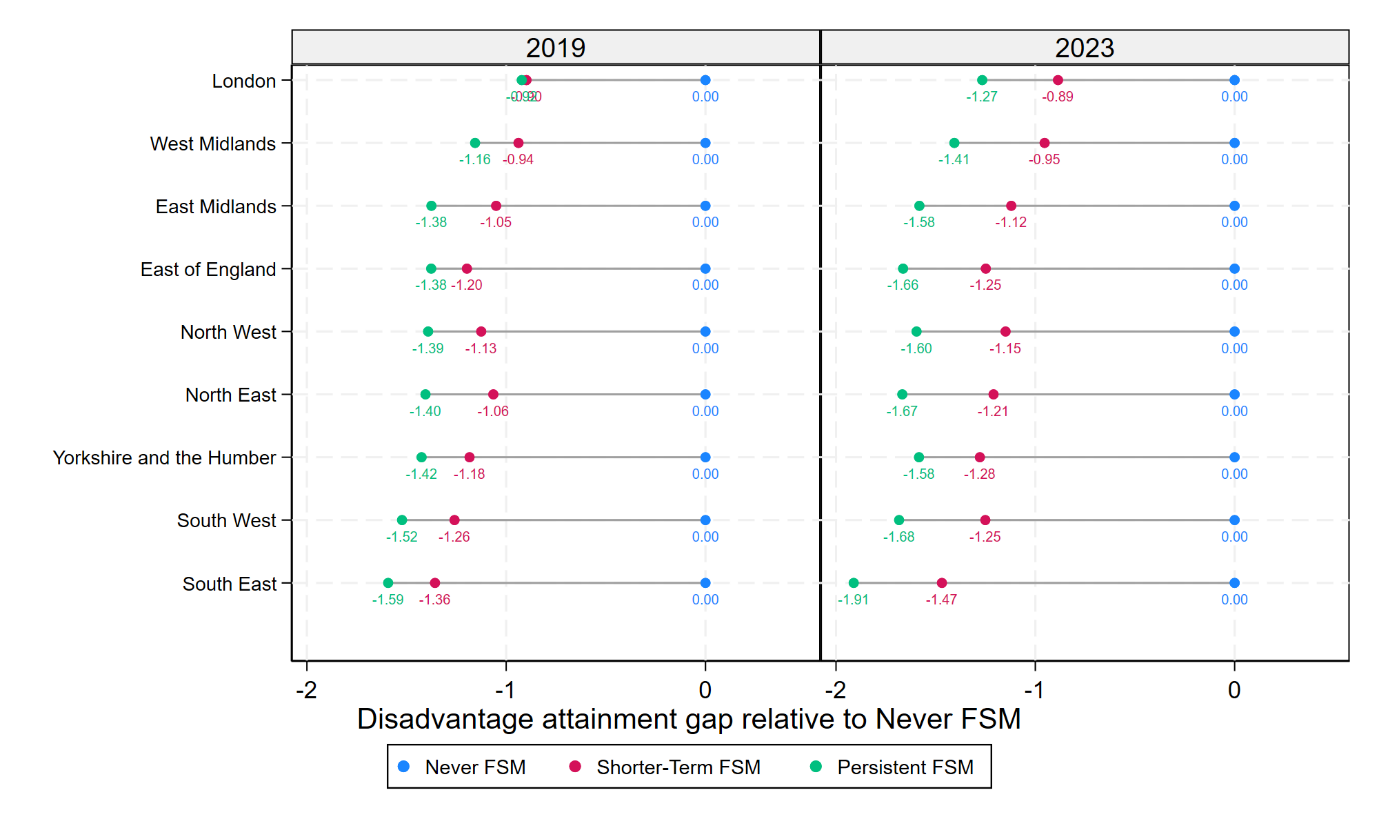 2019 2023
London
0.00 -1.27 -0.89 0.00
West Midlands
-1.16 -0.94 0.00 -1.41 -0.95 0.00
East Midlands
-1.38 -1.05 0.00 -1.58 -1.12 0.00
East of England
-1.38 -1.20 0.00 -1.66 -1.25 0.00
North West
-1.39 -1.13 0.00 -1.60 -1.15 0.00
North East
-1.40 -1.06 0.00 -1.67 -1.21 0.00
Yorkshire and the Humber
-1.42 -1.18 0.00 -1.58 -1.28 0.00
South West
-1.52 -1.26 0.00 -1.68 -1.25 0.00
South East
-1.59 -1.36 0.00 -1.91 -1.47 0.00
-2 -1 0 -2 -1 0
Disadvantage attainment gap relative to Never FSM
Never FSM Shorter-Term FSM Persistent FSM